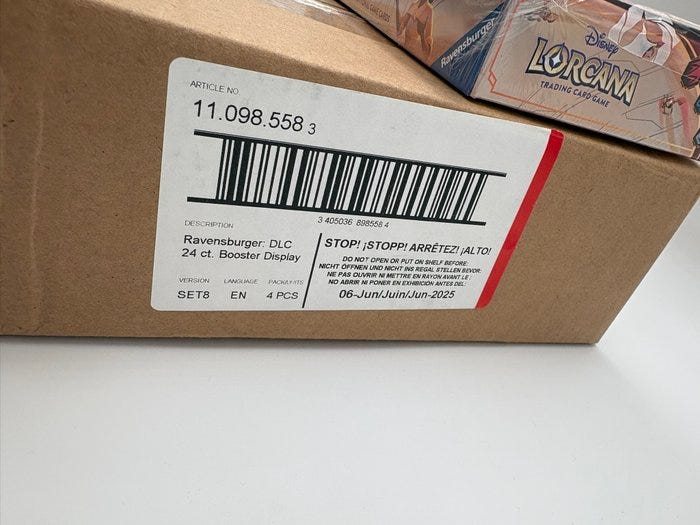 TRADING CARD GAMES
Ravensburger
Disney
LORCANA
TRADING CARD GAME
ARTICLE NO
11.098.558 3
3 405036 898558 4
DESCRIPTION
Ravensburger: DLC
24 ct. Booster Display
VERSION LANGUAGE
SET8 EN 4 PCS
STOP! ¡STOPP! ARRÊTEZ! ¡ALTO!
DO NOT OPEN OR PUT ON SHELF BEFORE:
NICHT ÖFFNEN UND NICHT INS REGAL STELLEN BEVOR:
NE PAS OUVRIR NI METTRE EN RAYON AVANT LE :
NO ABRIR NI PONER EN EXHIBICIÓN ANTES DEL:
06-Jun/Juin/Jun-2025